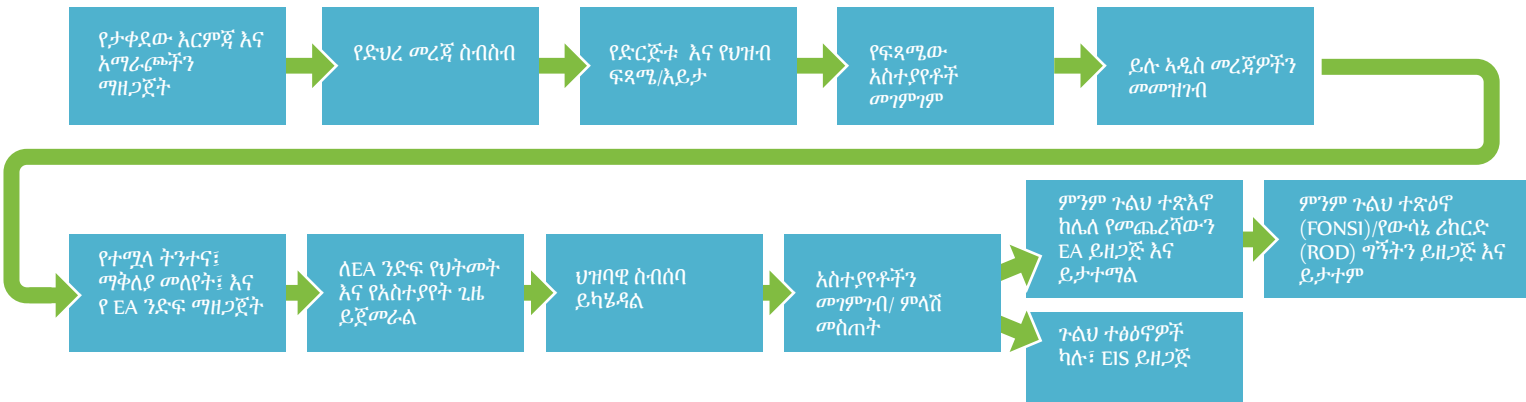 የታቀደው እርምጃ እና
አማራጮችን
ማዘጋጀት
የድህረ መረጃ ስብስብ
የድርጅቱ እና የህዝብ
ፍጻሜ/እይታ
የፍጻሜው
አስተያየቶች
መገምገም
ይሉ ኣዲስ መረጃዎችን
መመዝገብ
የተሟላ ትንተና፤
ማቅለያ መለየት፤ እና
የ EA ንድፍ ማዘጋጀት
ለEA ንድፍ የህትመት
እና የአስተያየት ጊዜ
ይጀመራል
ህዝባዊ ስብሰባ
ይካሄዳል
አስተያየቶችን
መገምገብ/ ምላሽ
መስጠት
ምንም ጉልህ ተጽእኖ
ከሌለ የመጨረሻውን
EA ይዘጋጅ እና
ይታተማል
ምንም ጉልህ ተጽዕኖ
(FONSI)/የውሳኔ ሪከርድ
(ROD) ግኝትን ይዘጋጅ እና
ይታተም
ጉልህ ተፅዕኖዎች
ካሉ፣ EIS ይዘጋጅ